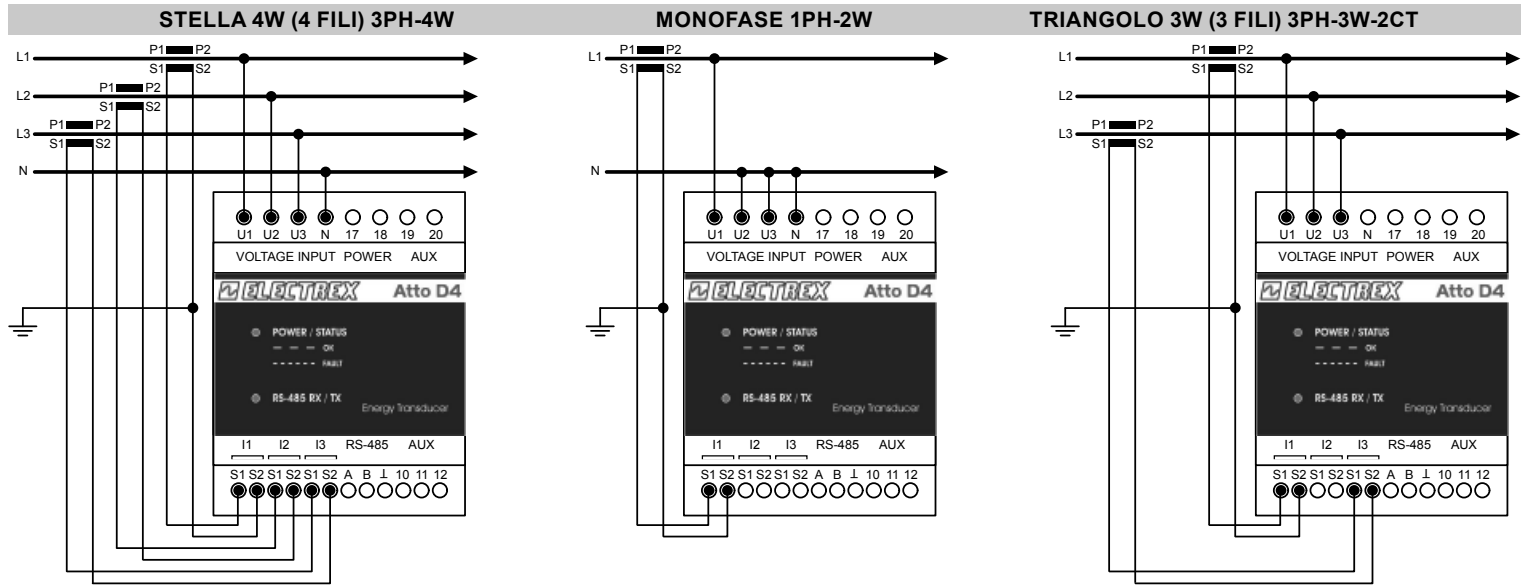 STELLA 4W (4 FILI) 3PH-4W
P1 P2
L1
S1 S2
P1 P2
L2
S1 S2
P1 P2
L3
S1 S2
N
U1 U2 U3 N 17 18 19 20
VOLTAGE INPUT POWER AUX
ELECTREX Atto D4
POWER / STATUS
OK
FAULT
RS-485 RX / TX
Energy Transducer
I1 I2 I3 RS-485 AUX
S1 S2 S1 S2 S1 S2 A B ⊥ 10 11 12
MONOFASE 1PH-2W
P1 P2
L1
S1 S2
N
U1 U2 U3 N 17 18 19 20
VOLTAGE INPUT POWER AUX
ELECTREX Atto D4
POWER / STATUS
OK
FAULT
RS-485 RX / TX
Energy Transducer
I1 I2 I3 RS-485 AUX
S1 S2 S1 S2 S1 S2 A B ⊥ 10 11 12
TRIANGOLO 3W (3 FILI) 3PH-3W-2CT
P1 P2
L1
S1 S2
L2
P1 P2
L3
S1 S2
U1 U2 U3 N 17 18 19 20
VOLTAGE INPUT POWER AUX
ELECTREX Atto D4
POWER / STATUS
OK
FAULT
RS-485 RX / TX
Energy Transducer
I1 I2 I3 RS-485 AUX
S1 S2 S1 S2 S1 S2 A B ⊥ 10 11 12